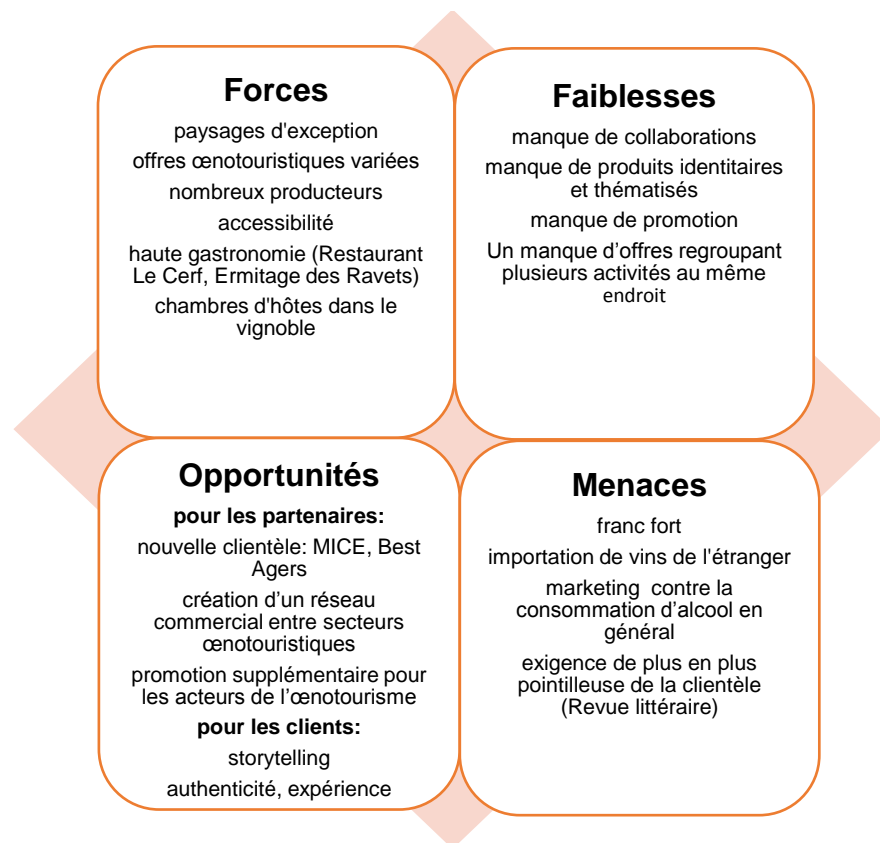 Forces
paysages d'exception
offres œnotouristiques variées
nombreux producteurs
accessibilité
haute gastronomie (Restaurant
Le Cerf, Ermitage des Ravets)
chambres d'hôtes dans le
vignoble
Faiblesses
manque de collaborations
manque de produits identitaires
et thématisés
manque de promotion
Un manque d’offres regroupant
plusieurs activités au même
endroit
Opportunités
pour les partenaires:
nouvelle clientèle: MICE, Best
Agers
création d’un réseau
commercial entre secteurs
œnotouristiques
promotion supplémentaire pour
les acteurs de l’œnotourisme
pour les clients:
storytelling
authenticité, expérience
Menaces
franc fort
importation de vins de l'étranger
marketing contre la
consommation d’alcool en
général
exigence de plus en plus
pointilleuse de la clientèle
(Revue littéraire)